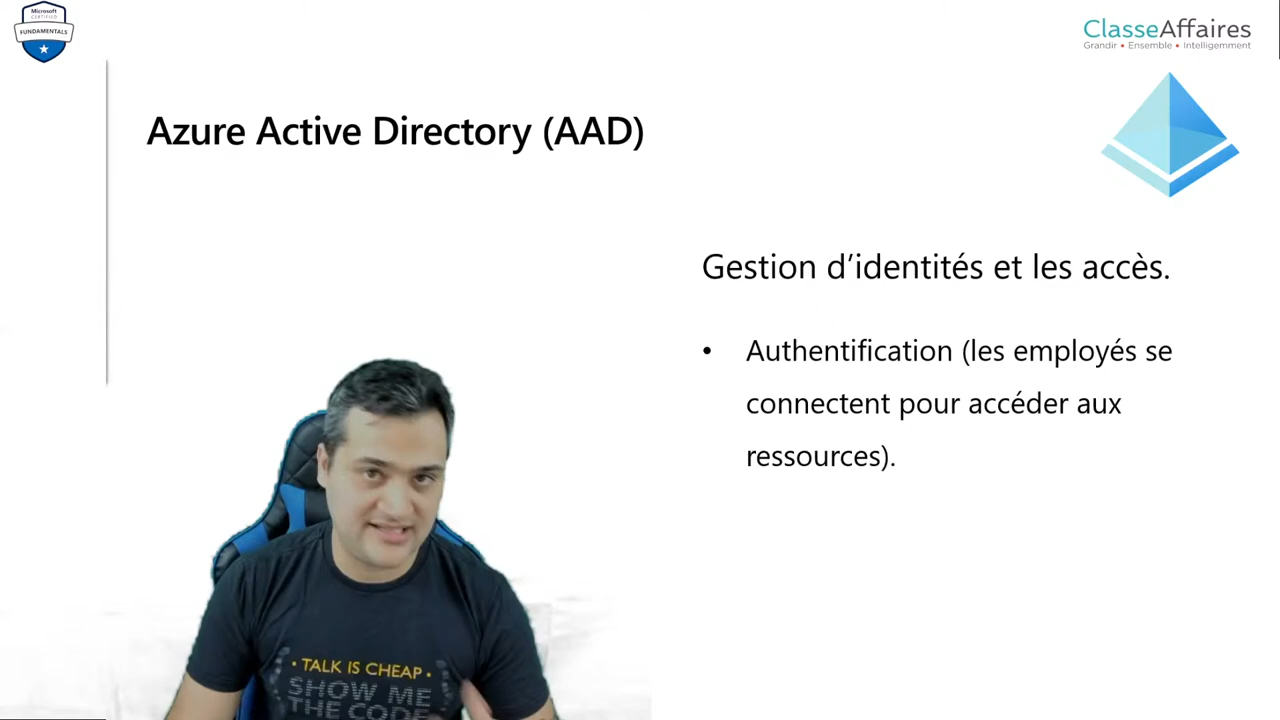 Microsoft
CERTIFIED
FUNDAMENTALS
ClasseAffaires
Grandir • Ensemble • Intelligemment
Azure Active Directory (AAD)
Gestion d’identités et les accès.
• Authentification (les employés se
connectent pour accéder aux
ressources).
• TALK IS CHEAP •
SHOW ME
THE CODE